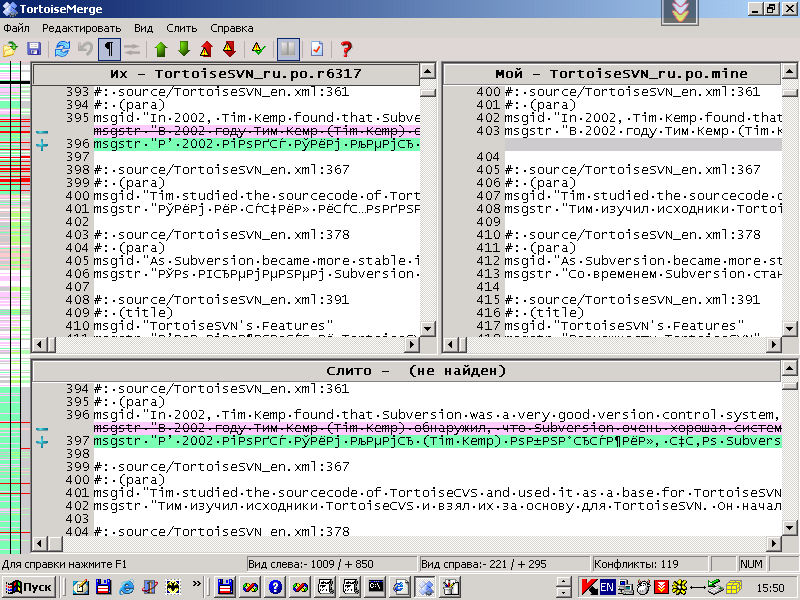 TortoiseMerge
Файл Редактировать Вид Слить Справка
Их – TortoiseSVN_ru.po.r6317
393 #:·source/TortoiseSVN_en.xml:361
394 #:·(para)
395 msgid·"In·2002,·Tim·Kemp·found·that·Subve
msgstr·"В·2002·году·Тим·Кемп·(Tim·Kemp)·о
396 msgstr·"Р’·2002·РіРѕРґСѓ·РўРёРј·РљРµРјРЅ·
397
398 #:·source/TortoiseSVN_en.xml:367
399 #:·(para)
400 msgid·"Tim·studied·the·sourcecode·of·Tort
401 msgstr·"РўРёРј·
402
403 #:·source/TortoiseSVN_en.xml:378
404 #:·(para)
405 msgid·"As·Subversion·became·more·stable·i
406 msgstr·"РЎРѕ·РІСЂРµРјРµРЅРµРј·Subversion·
407
408 #:·source/TortoiseSVN_en.xml:391
409 #:·(title)
410 msgid·"TortoiseSVN's·Features"
Мой – TortoiseSVN_ru.po.mine
400 #:·source/TortoiseSVN_en.xml:361
401 #:·(para)
402 msgid·"In·2002,·Tim·Kemp·found·tha
403 msgstr·"В·2002·году·Тим·Кемп·(Tim·K
404
405 #:·source/TortoiseSVN_en.xml:367
406 #:·(para)
407 msgid·"Tim·studied·the·sourcecode·o
408 msgstr·"Тим·изучил·исходники·Tortoi
409
410 #:·source/TortoiseSVN_en.xml:378
411 #:·(para)
412 msgid·"As·Subversion·became·more·st
413 msgstr·"Со·временем·Subversion·стан
414
415 #:·source/TortoiseSVN_en.xml:391
416 #:·(title)
417 msgid·"TortoiseSVN's·Features"
Слито – (не найден)
394 #:·source/TortoiseSVN_en.xml:361
395 #:·(para)
396 msgid·"In·2002,·Tim·Kemp·found·that·Subversion·was·a·very·good·version·control·system,
msgstr·"В·2002·году·Тим·Кемп·(Tim·Kemp)·обнаружил,·что·Subversion·очень·хорошая·систем
397 msgstr·"Р’·2002·РіРѕРґСѓ·РўРёРј·РљРµРјРЅ·(Tim·Kemp)·РѕР±РЅР°СЂСѓР¶РёР»,·С‡С‚Рѕ·Subvers
398
399 #:·source/TortoiseSVN_en.xml:367
400 #:·(para)
401 msgid·"Tim·studied·the·sourcecode·of·TortoiseCVS·and·used·it·as·a·base·for·TortoiseSVN
402 msgstr·"Тим·изучил·исходники·TortoiseCVS·и·взял·их·за·основу·для·TortoiseSVN.·Он·начал
403
404 #:·source/TortoiseSVN_en.xml:378
Для справки нажмите F1 Вид слева:- 1009 / + 850 Вид справа:- 221 / + 295 Конфликты: 119 NUM
Пуск EN 15:50